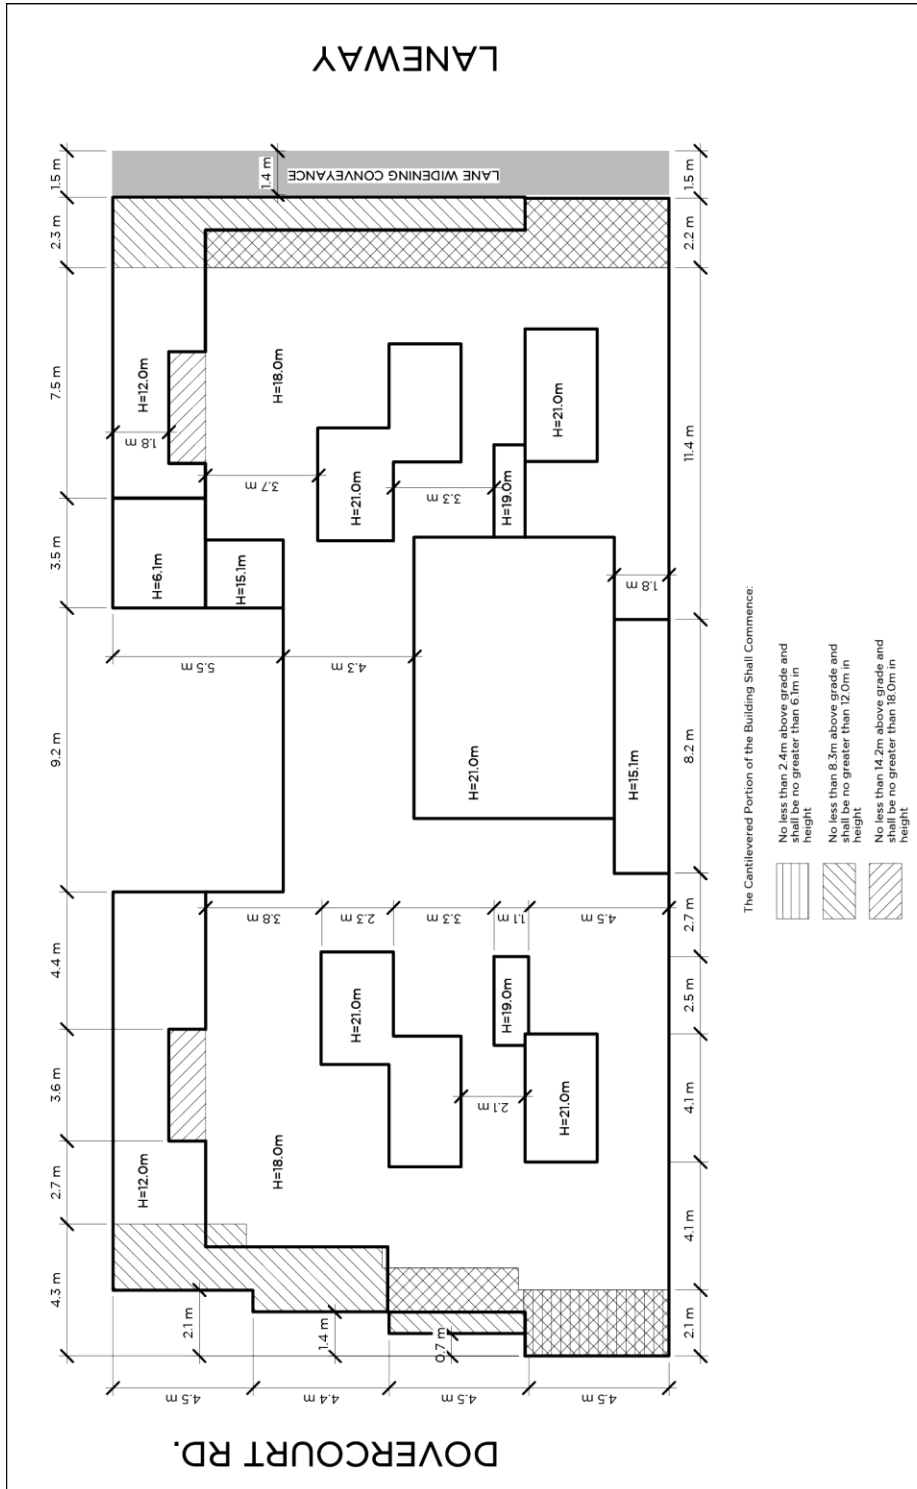 LANEWAY
1.5 m
1.4 m
LANE WIDENING CONVEYANCE
1.5 m
2.3 m
2.2 m
7.5 m
H=12.0m
H=18.0m
1.8 m
H=21.0m
11.4 m
3.7 m
H=21.0m
3.3 m
H=19.0m
3.5 m
H=6.1m
H=15.1m
1.8 m
5.5 m
4.3 m
9.2 m
H=21.0m
H=15.1m
8.2 m
3.8 m
2.3 m
3.3 m
1.1 m
4.5 m
2.7 m
4.4 m
H=21.0m
H=19.0m
2.5 m
3.6 m
2.1 m
H=21.0m
4.1 m
2.7 m
H=12.0m
H=18.0m
4.1 m
4.3 m
2.1 m
1.4 m
0.7 m
2.1 m
4.5 m
4.4 m
4.5 m
4.5 m
DOVERCOURT RD.
The Cantilevered Portion of the Building Shall Commence:
No less than 2.4m above grade and
shall be no greater than 6.1m in
height
No less than 8.3m above grade and
shall be no greater than 12.0m in
height
No less than 14.2m above grade and
shall be no greater than 18.0m in
height